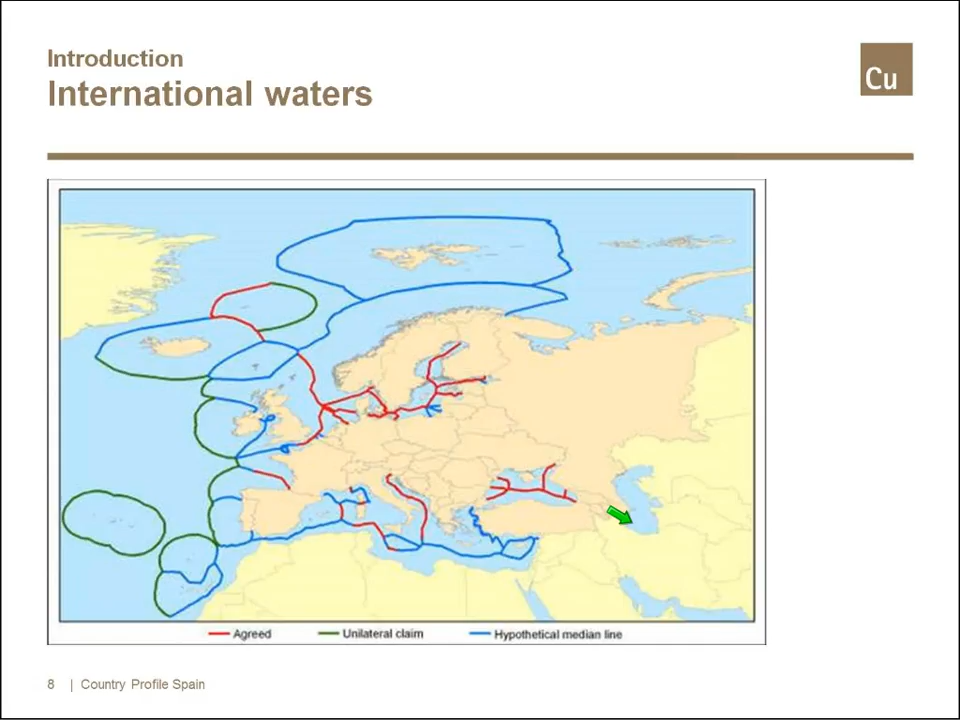 Introduction
International waters
Cu
Agreed
Unilateral claim
Hypothetical median line
8 | Country Profile Spain